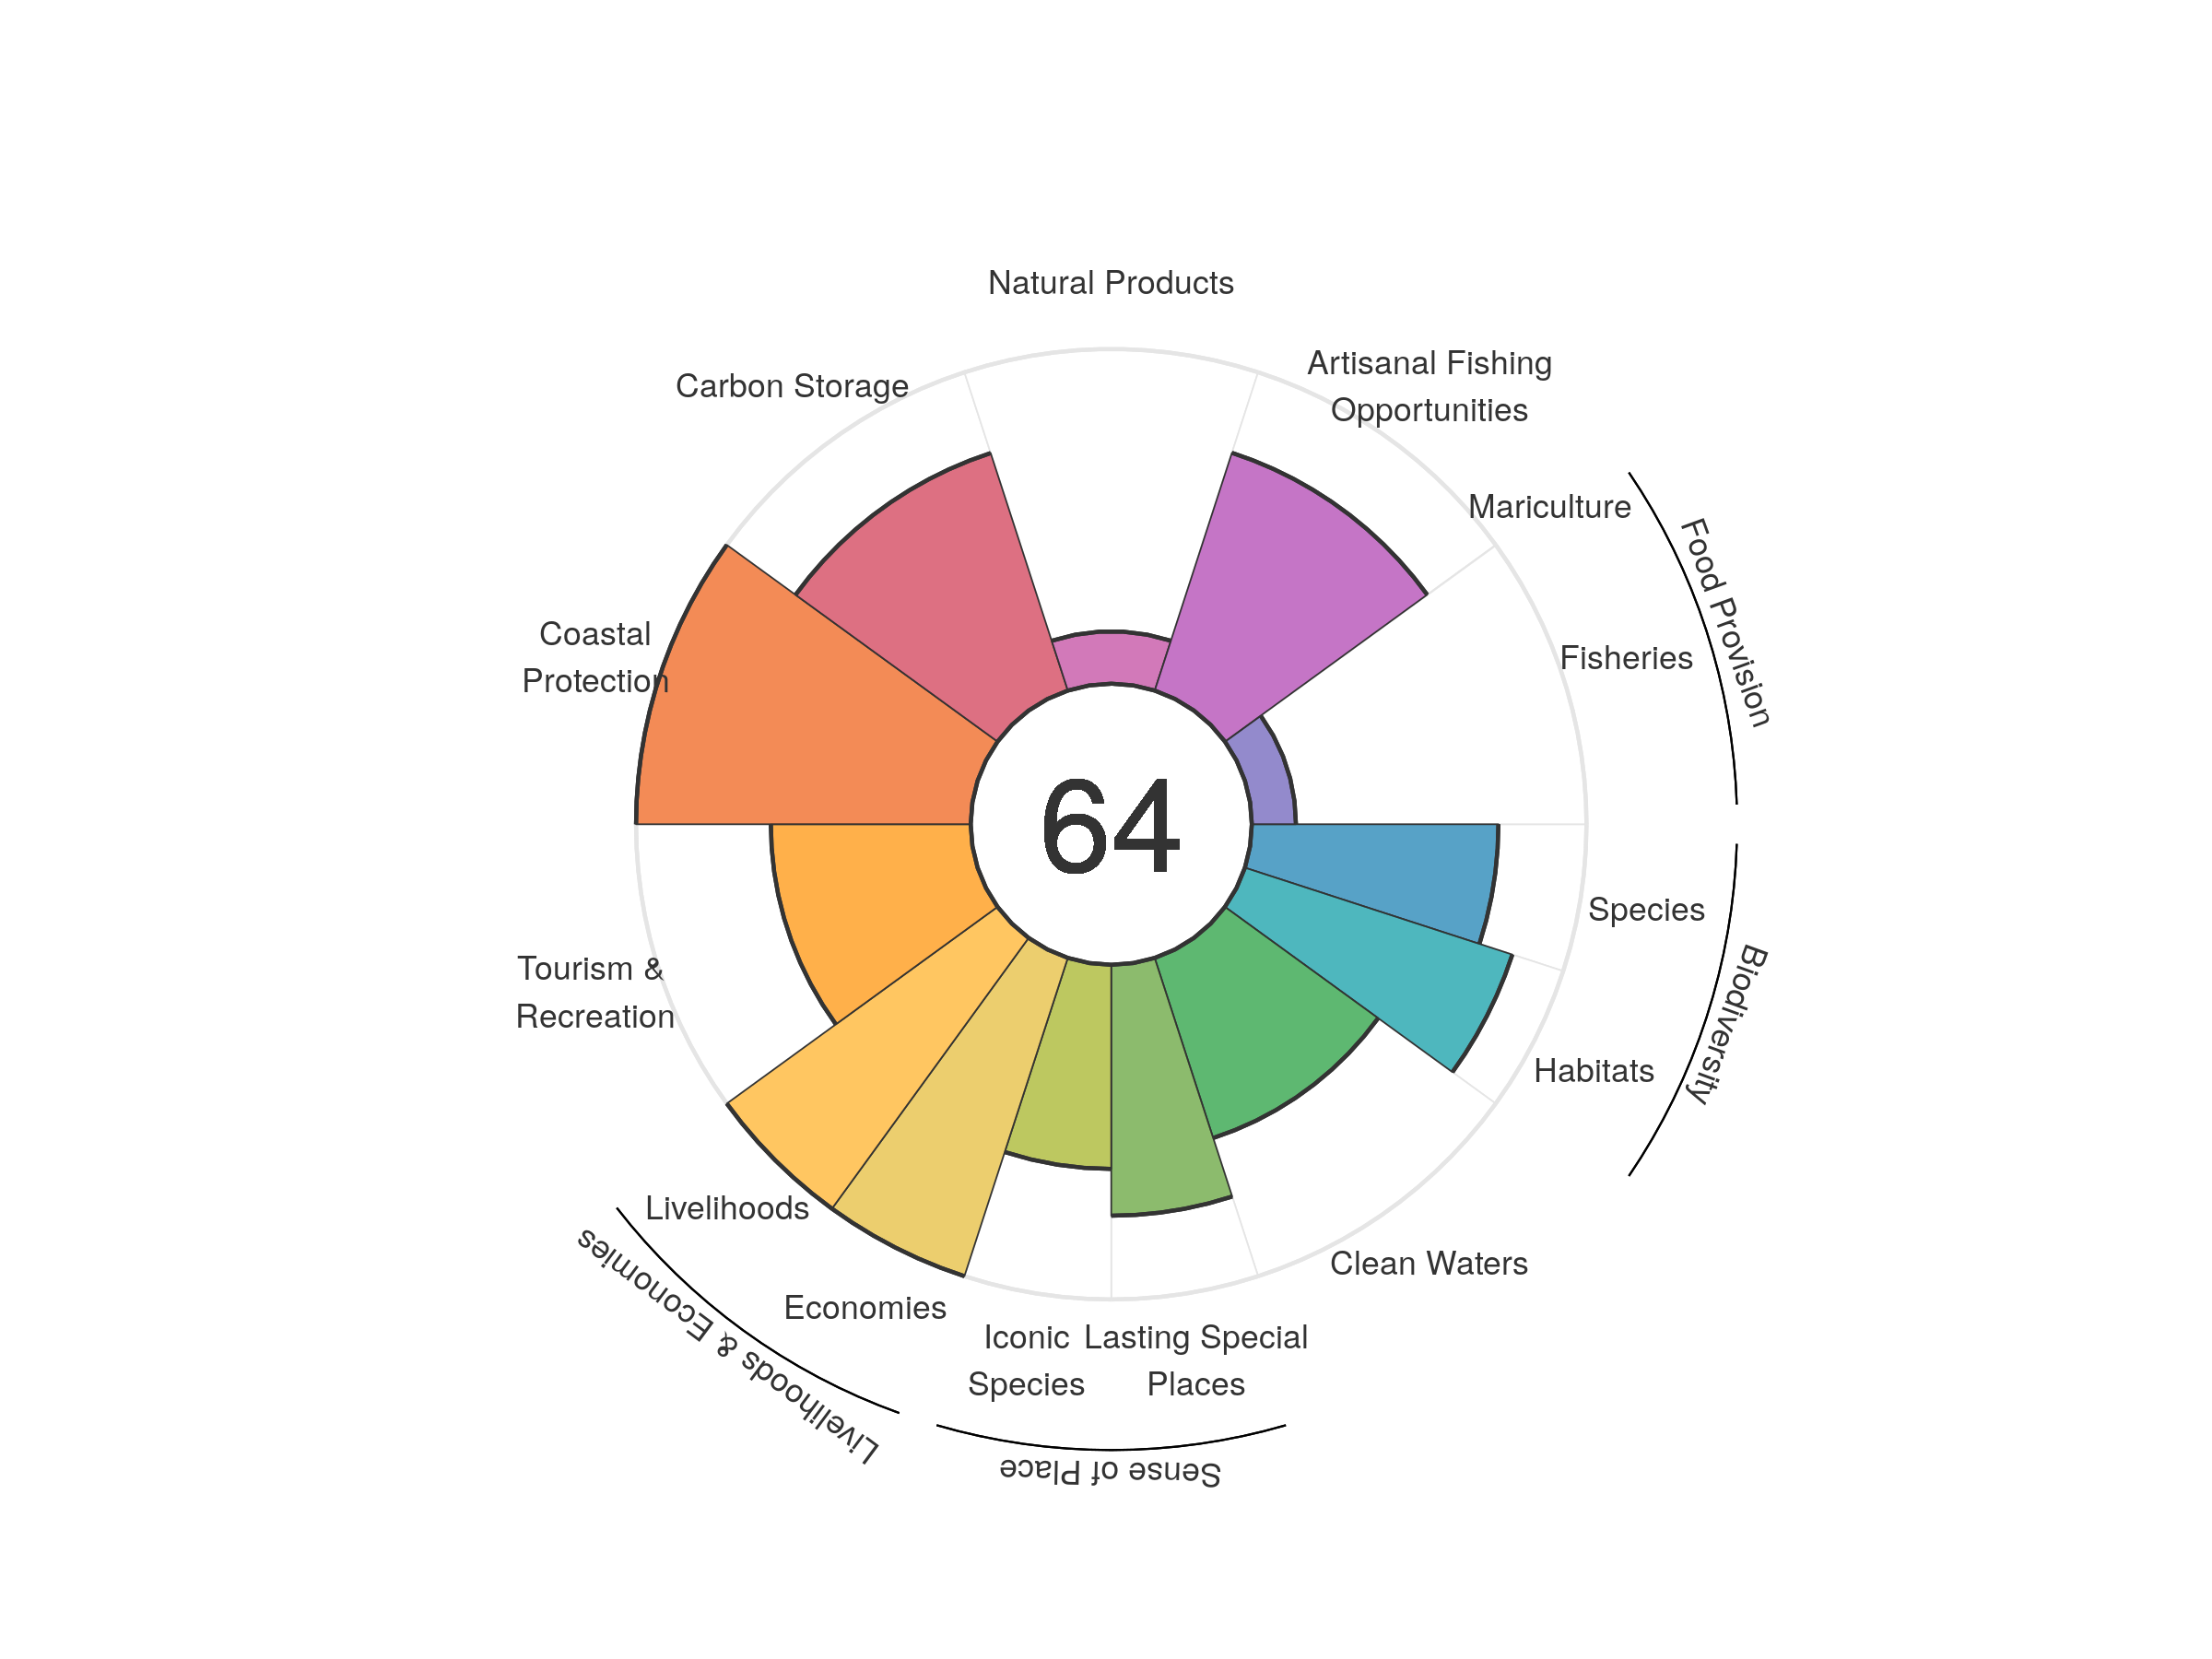 Natural Products
Artisanal Fishing
Opportunities
Carbon Storage
Mariculture
Food Provision
Fisheries
Coastal
Protection
64
Species
Biodiversity
Tourism &
Recreation
Habitats
Livelihoods
Clean Waters
Livelihoods & Economies
Economies
Iconic
Species
Lasting Special
Places
Sense of Place